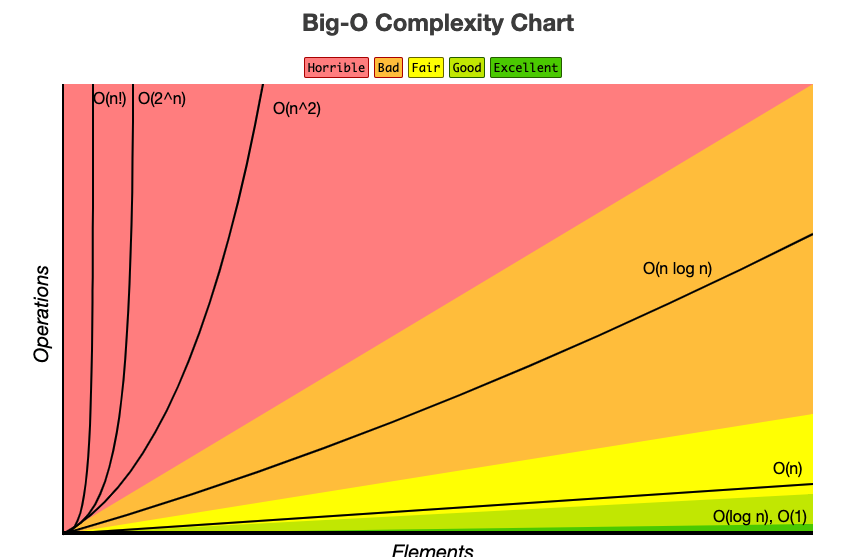 Big-O Complexity Chart
Horrible Bad Fair Good Excellent
O(n!) O(2^n)
O(n^2)
O(n log n)
Operations
O(n)
O(log n), O(1)
Elements